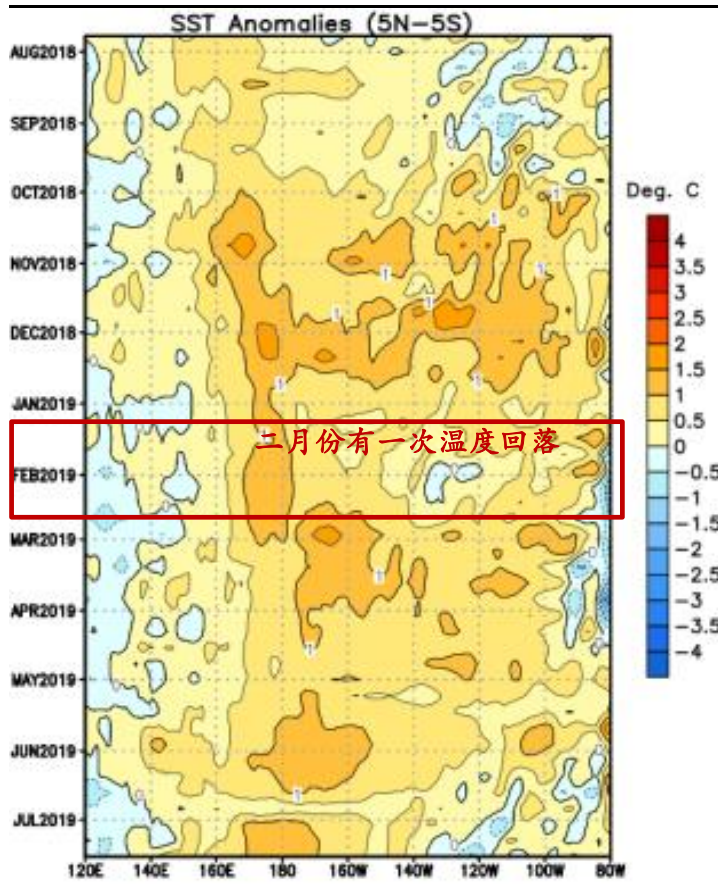 SST Anomalies (5N-5S)
AUG2018
SEP2018
OCT2018
NOV2018
DEC2018
JAN2019
FEB2019
MAR2019
APR2019
MAY2019
JUN2019
JUL2019
二月份有一次温度回落
120E 140E 160E 180 160W 140W 120W 100W 80W
Deg. C
4
3.5
3
2.5
2
1.5
1
0.5
0
-0.5
-1
-1.5
-2
-2.5
-3
-3.5
-4